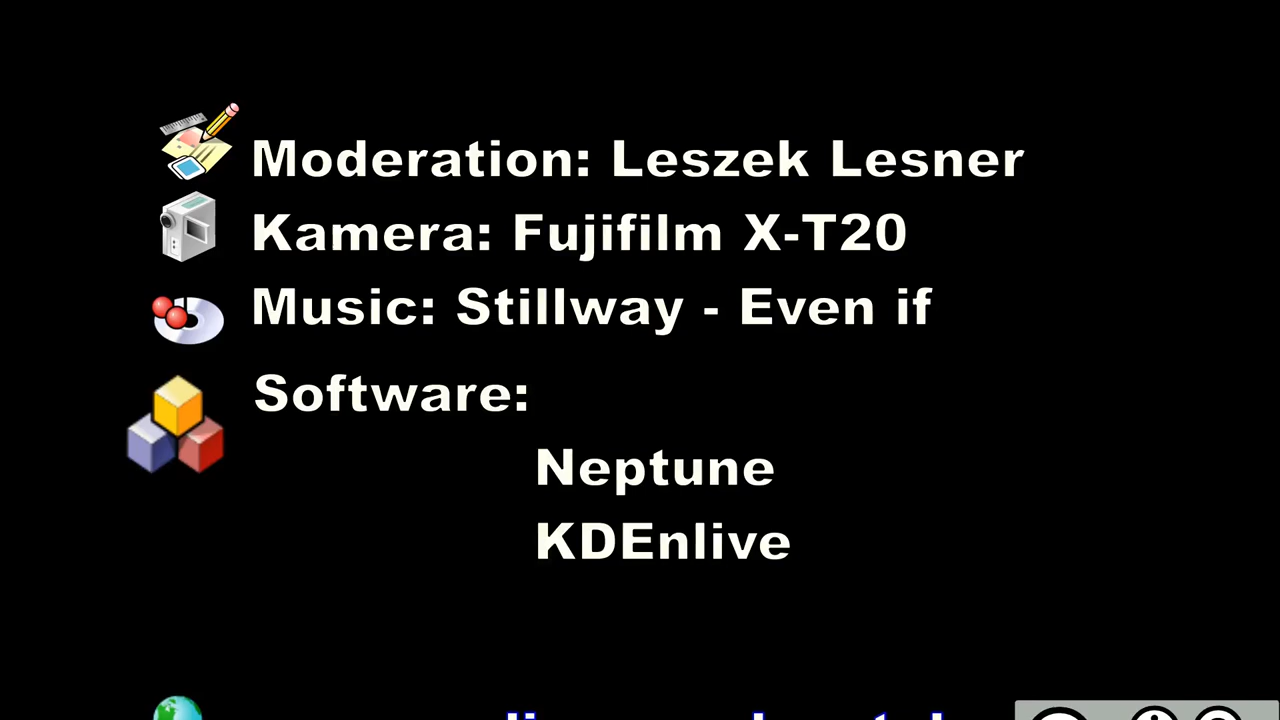 Moderation: Leszek Lesner
Kamera: Fujifilm X-T20
Music: Stillway - Even if
Software:
Neptune
KDEnlive